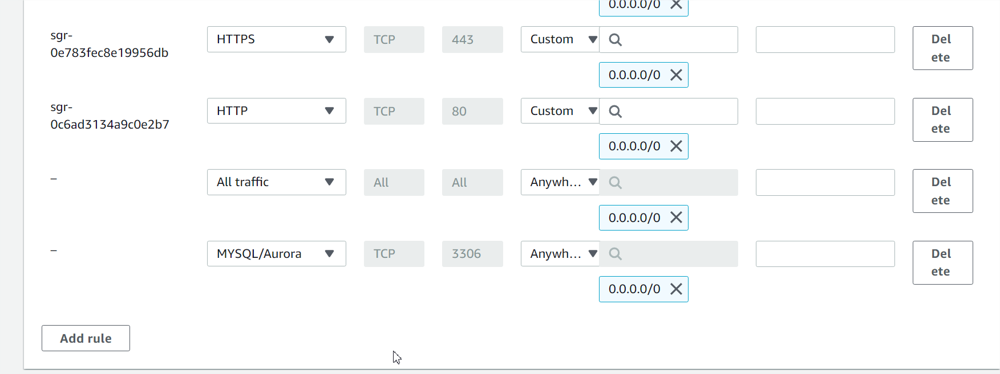 0.0.0.0/0
sgr-
0e783fec8e19956db
HTTPS
TCP
443
Custom
Del
ete
0.0.0.0/0
sgr-
0c6ad3134a9c0e2b7
HTTP
TCP
80
Custom
Del
ete
0.0.0.0/0
–
All traffic
All
All
Anywh...
Del
ete
0.0.0.0/0
–
MYSQL/Aurora
TCP
3306
Anywh...
Del
ete
0.0.0.0/0
Add rule